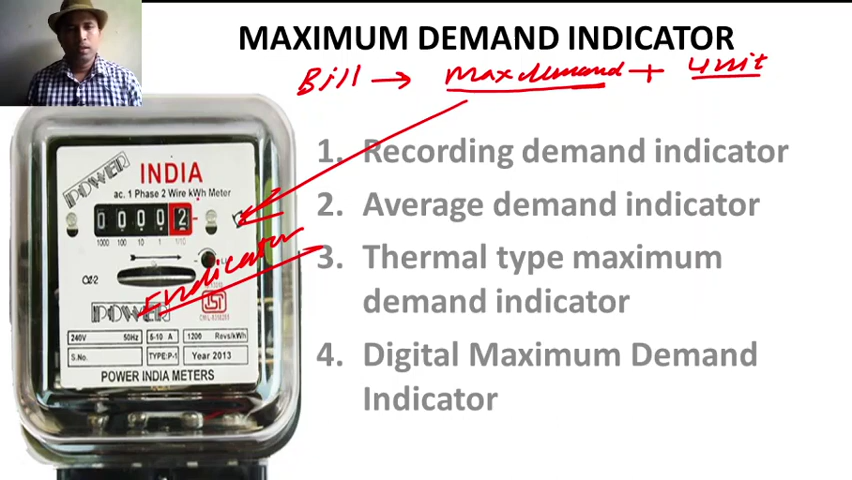 MAXIMUM DEMAND INDICATOR
Bill → Max demand + Unit
1. Recording demand indicator
2. Average demand indicator
3. Thermal type maximum
demand indicator
4. Digital Maximum Demand
Indicator
IPOWER
INDIA
ac. 1 Phase 2 Wire kWh Meter
0 0 0 0 2
1000 100 10 1 1/10
Endicator
IPOWER
240V 50Hz 5-10 A 1200 Revs/kWh
S.No. TYPE:P-1 Year 2013
POWER INDIA METERS